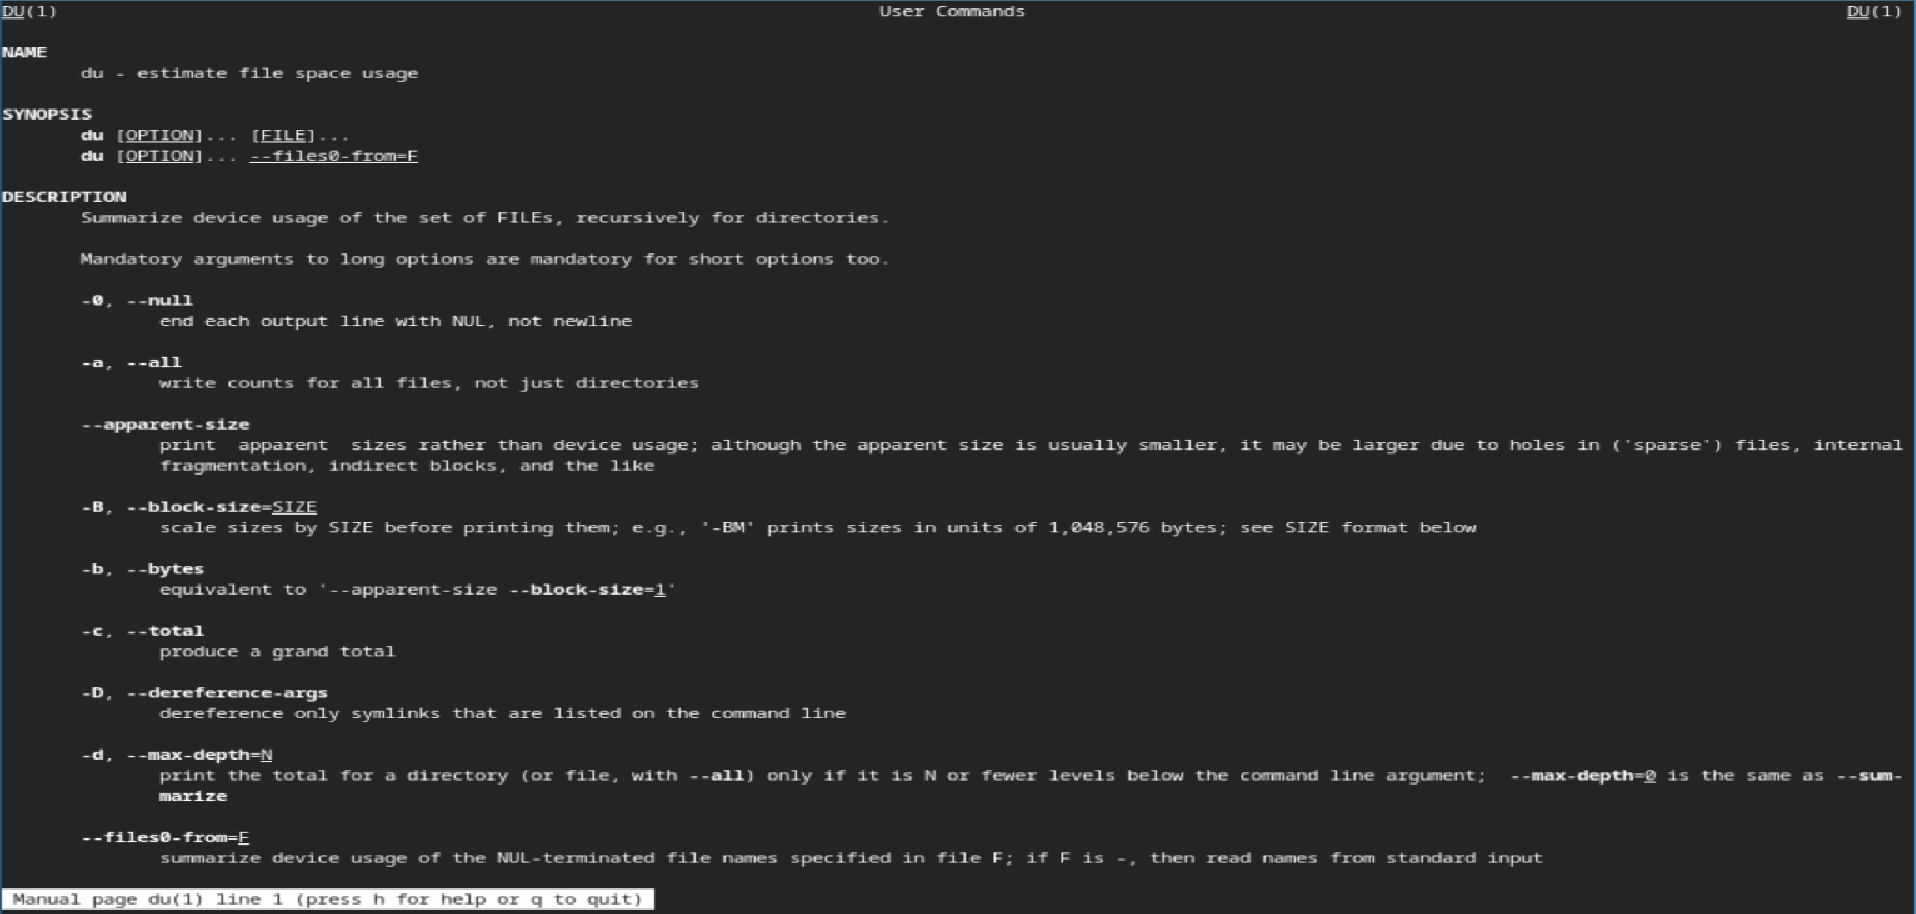 DU(1) User Commands DU(1)
NAME
du - estimate file space usage
SYNOPSIS
du [OPTION]... [FILE]...
du [OPTION]... --files0-from=F
DESCRIPTION
Summarize device usage of the set of FILEs, recursively for directories.
Mandatory arguments to long options are mandatory for short options too.
-0, --null
end each output line with NUL, not newline
-a, --all
write counts for all files, not just directories
--apparent-size
print  apparent  sizes rather than device usage; although the apparent size is usually smaller, it may be larger due to holes in ('sparse') files, internal
fragmentation, indirect blocks, and the like
-B, --block-size=SIZE
scale sizes by SIZE before printing them; e.g., '-BM' prints sizes in units of 1,048,576 bytes; see SIZE format below
-b, --bytes
equivalent to '--apparent-size --block-size=1'
-c, --total
produce a grand total
-D, --dereference-args
dereference only symlinks that are listed on the command line
-d, --max-depth=N
print the total for a directory (or file, with --all) only if it is N or fewer levels below the command line argument;  --max-depth=0 is the same as --sum-
marize
--files0-from=F
summarize device usage of the NUL-terminated file names specified in file F; if F is -, then read names from standard input
Manual page du(1) line 1 (press h for help or q to quit)